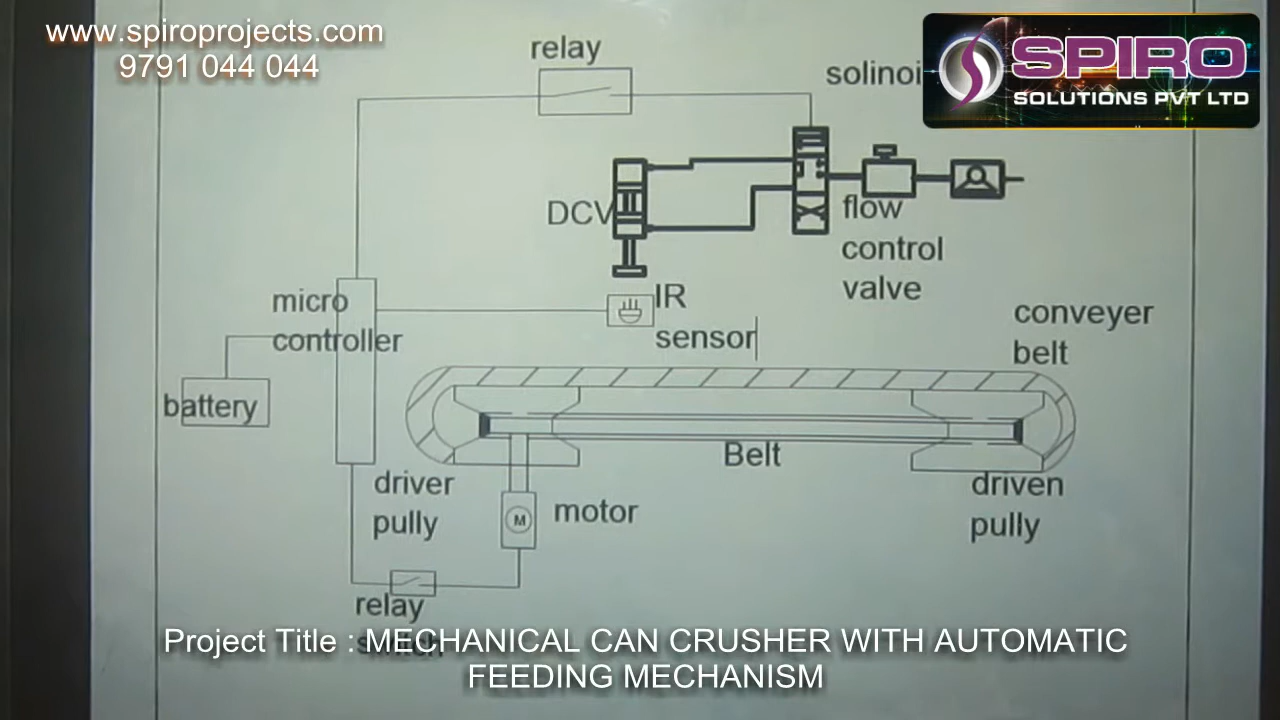 www.spiroprojects.com
9791 044 044
SPIRO
SOLUTIONS PVT LTD
relay
solinoi
DCV
flow
control
valve
IR
sensor
micro
controller
conveyer
belt
battery
Belt
driver
pully
M
motor
driven
pully
relay
Project Title : MECHANICAL CAN CRUSHER WITH AUTOMATIC
FEEDING MECHANISM